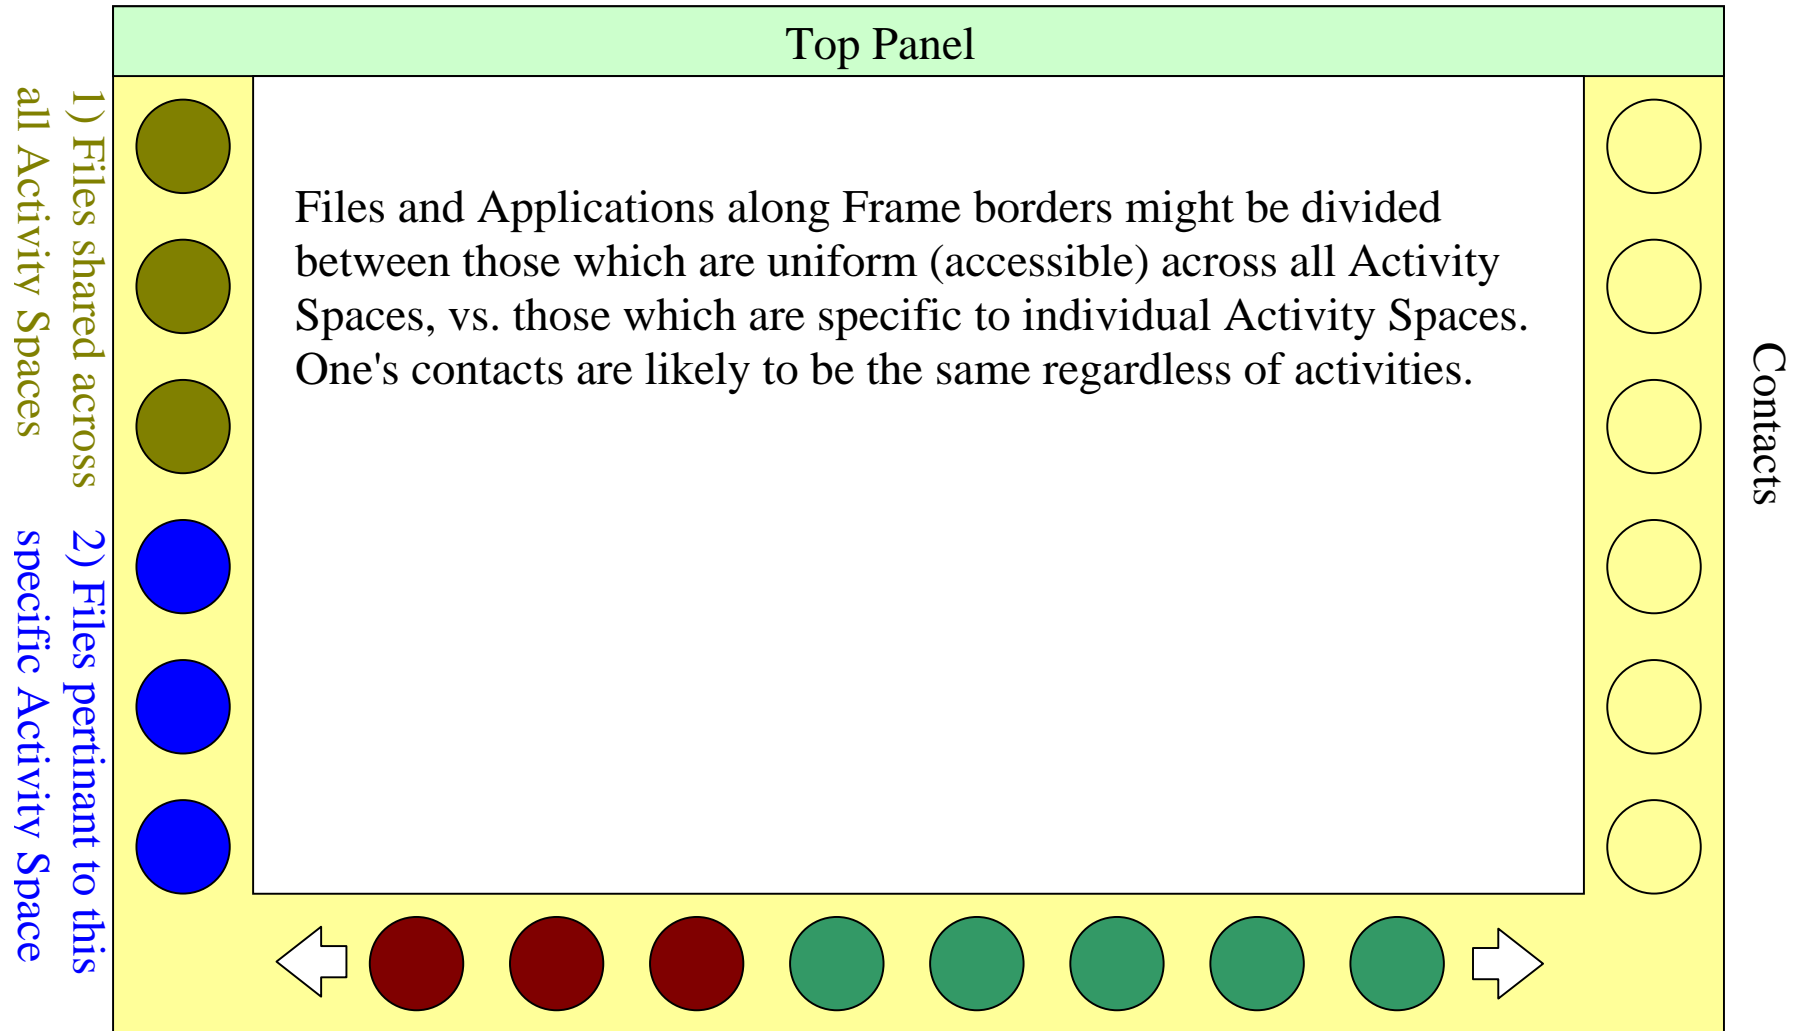 Top Panel
1) Files shared across
all Activity Spaces
2) Files pertinant to this
specific Activity Space
Files and Applications along Frame borders might be divided
between those which are uniform (accessible) across all Activity
Spaces, vs. those which are specific to individual Activity Spaces.
One's contacts are likely to be the same regardless of activities.
Contacts